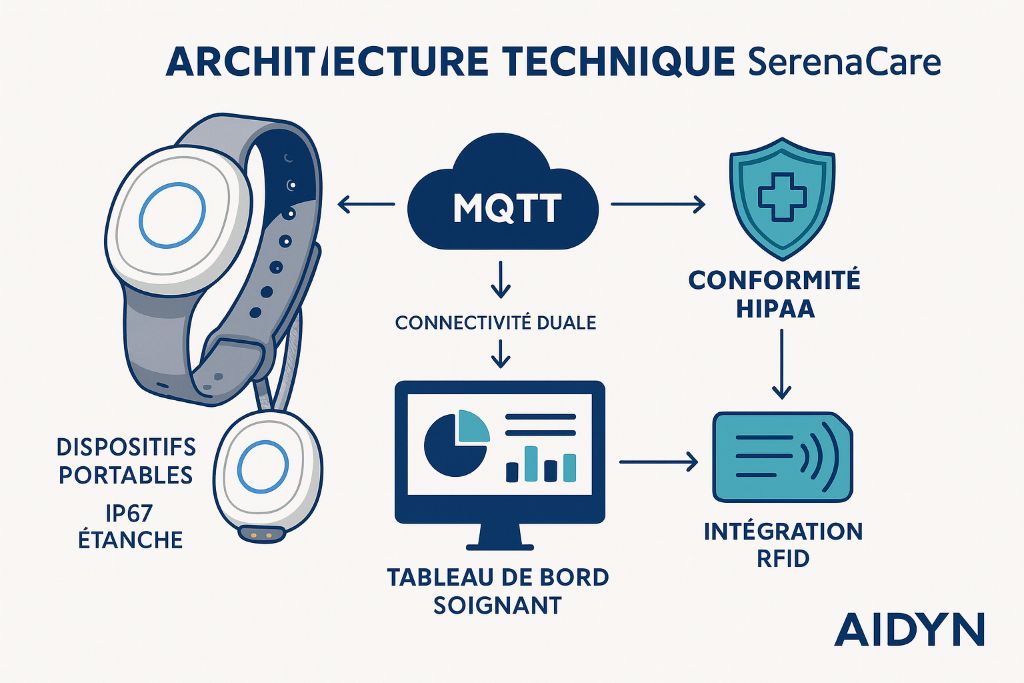 ARCHITIECTURE TECHNIQUE SerenaCare
MQTT
CONNECTIVITÉ DUALE
CONFORMITÉ
HIPAA
DISPOSITIFS
PORTABLES
IP67
ÉTANCHE
TABLEAU DE BORD
SOIGNANT
INTÉGRATION
RFID
AIDYN